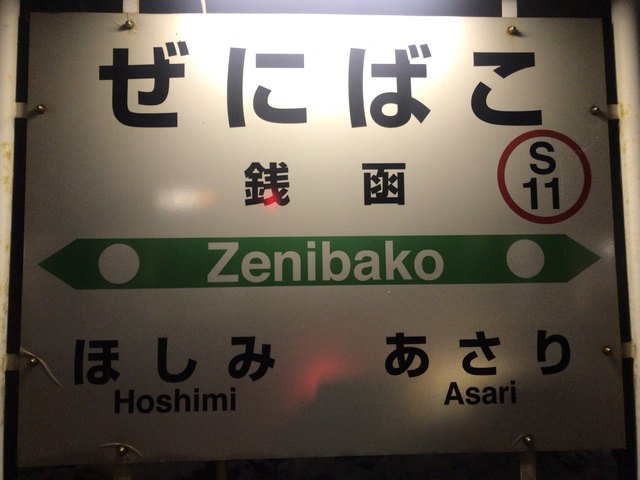 ぜにばこ
銭函
S
11
Zenibako
ほしみ あさり
Hoshimi Asari